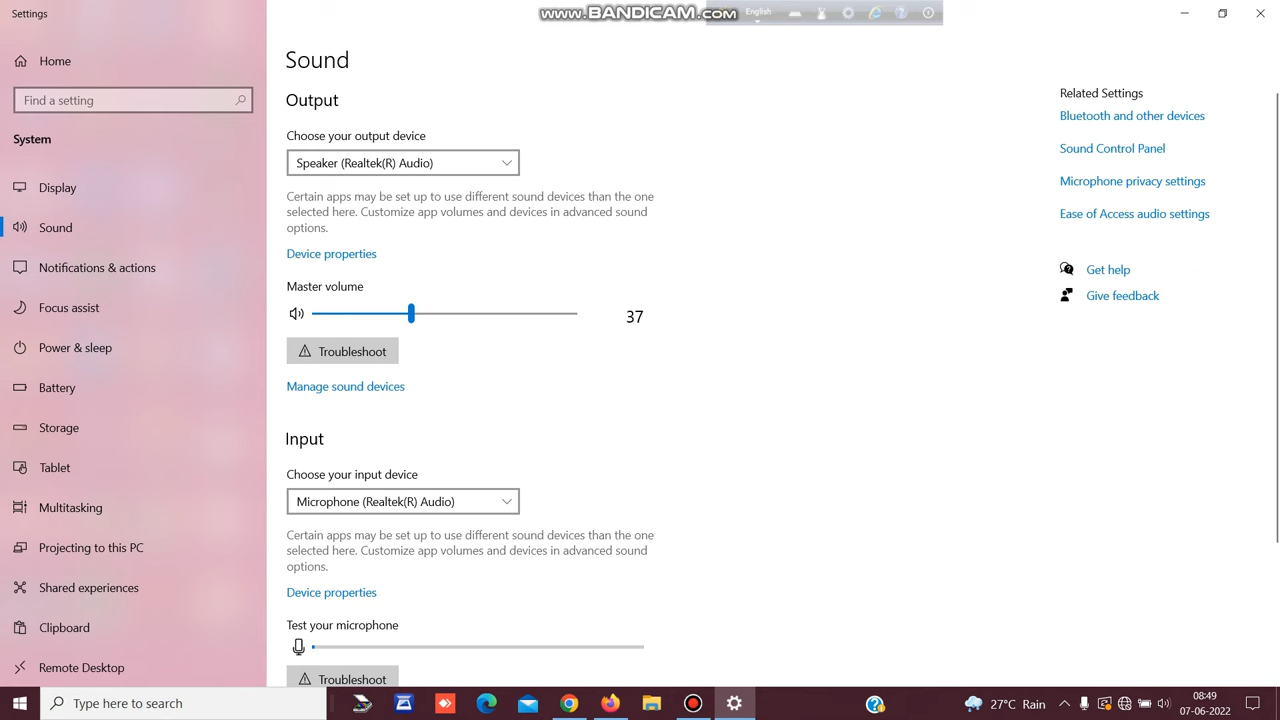 Settings
www.BANDICAM.com
English
Home
Find a setting
System
Display
Sound
Notifications & actions
Focus assist
Power & sleep
Battery
Storage
Tablet
Multitasking
Projecting to this PC
Shared experiences
Clipboard
Remote Desktop
Sound
Output
Choose your output device
Speaker (Realtek(R) Audio)
Certain apps may be set up to use different sound devices than the one
selected here. Customize app volumes and devices in advanced sound
options.
Device properties
Master volume
37
Troubleshoot
Manage sound devices
Input
Choose your input device
Microphone (Realtek(R) Audio)
Certain apps may be set up to use different sound devices than the one
selected here. Customize app volumes and devices in advanced sound
options.
Device properties
Test your microphone
Troubleshoot
Related Settings
Bluetooth and other devices
Sound Control Panel
Microphone privacy settings
Ease of Access audio settings
Get help
Give feedback
Type here to search
27°C Rain
08:49
07-06-2022